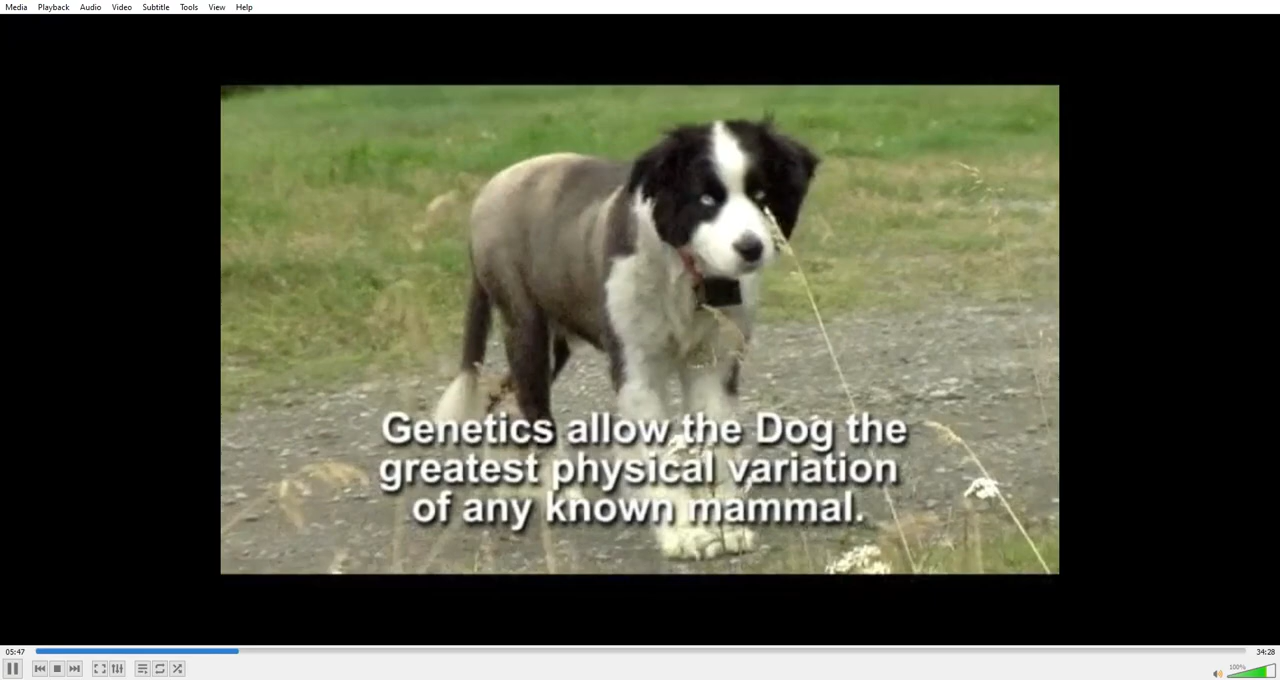 Media Playback Audio Video Subtitle Tools View Help
Genetics allow the Dog the
greatest physical variation
of any known mammal.
05:47 34:28
100%